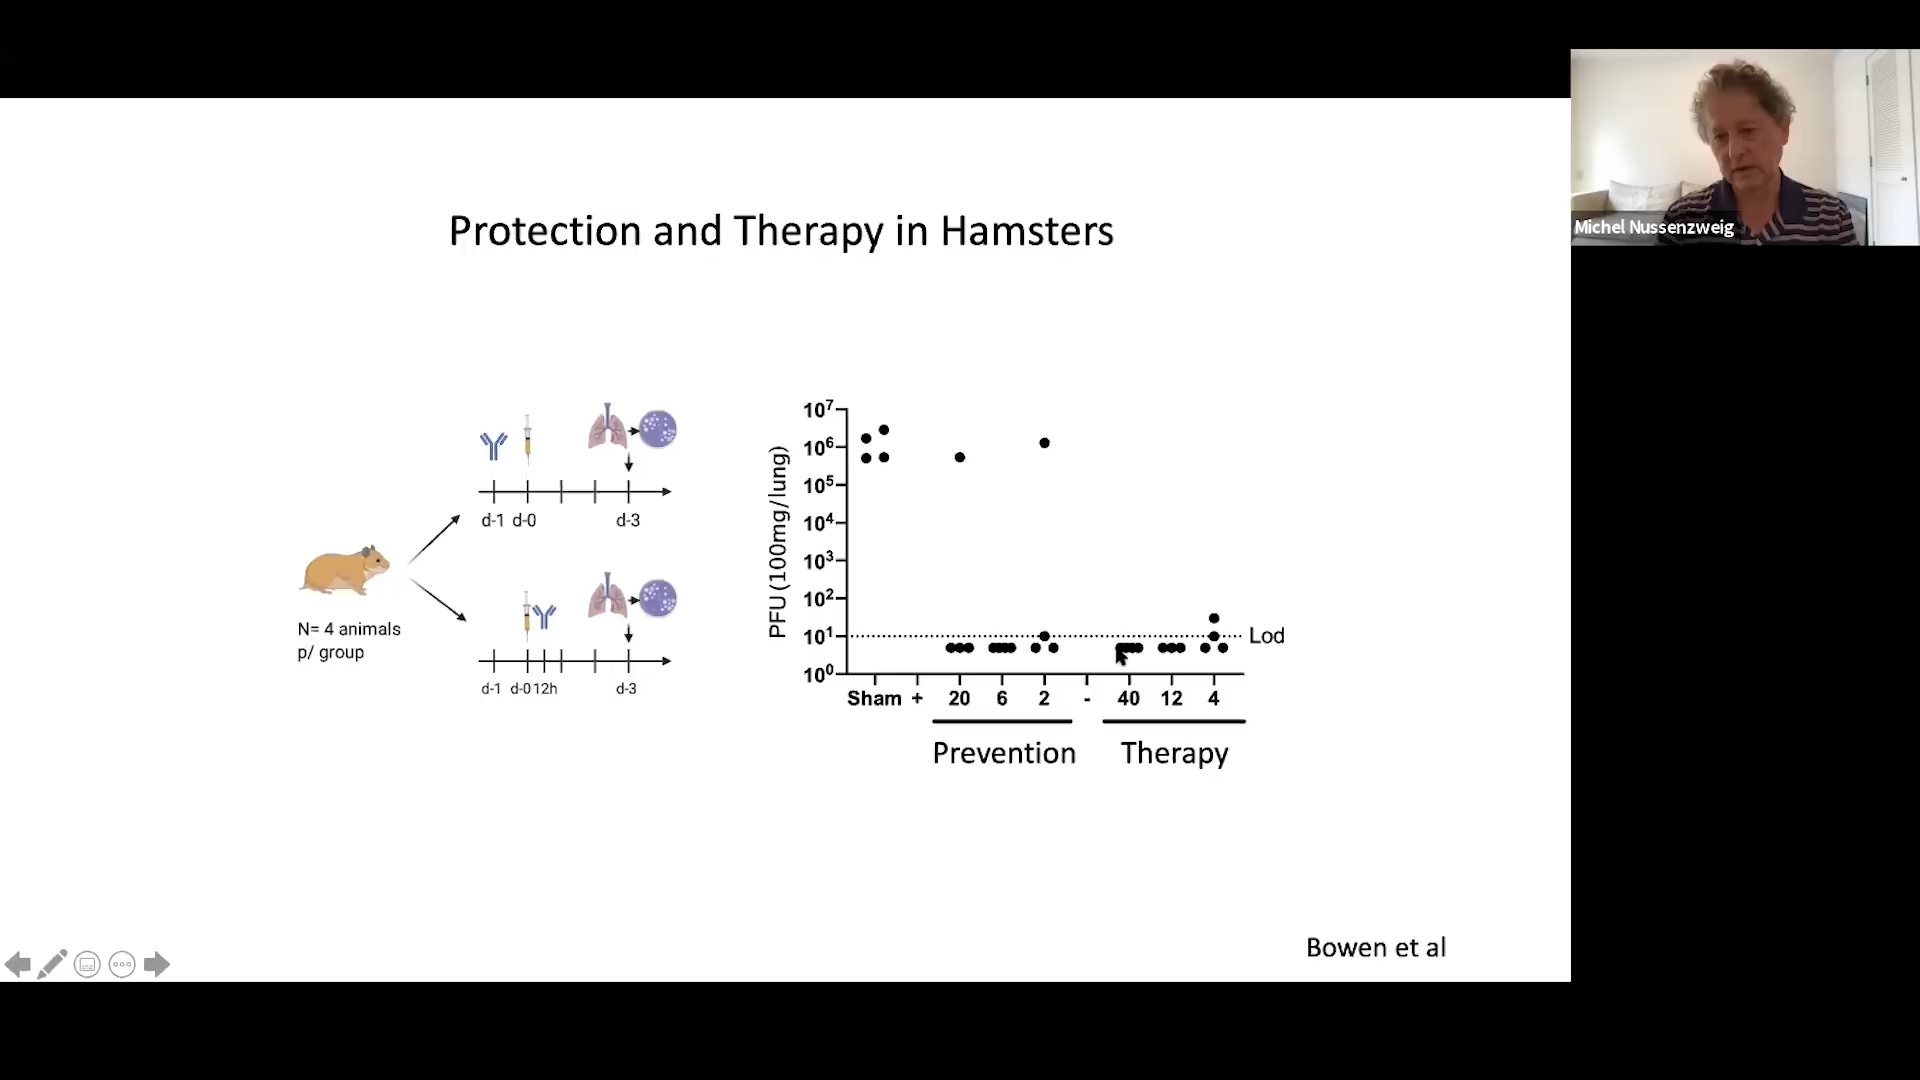 Protection and Therapy in Hamsters
Michel Nussenzweig
N= 4 animals
p/ group
d-1 d-0 d-3
d-1 d-0 12h d-3
PFU (100mg/lung)
10⁷
10⁶
10⁵
10⁴
10³
10²
10¹
10⁰
Lod
Sham + 20 6 2 - 40 12 4
Prevention Therapy
Bowen et al